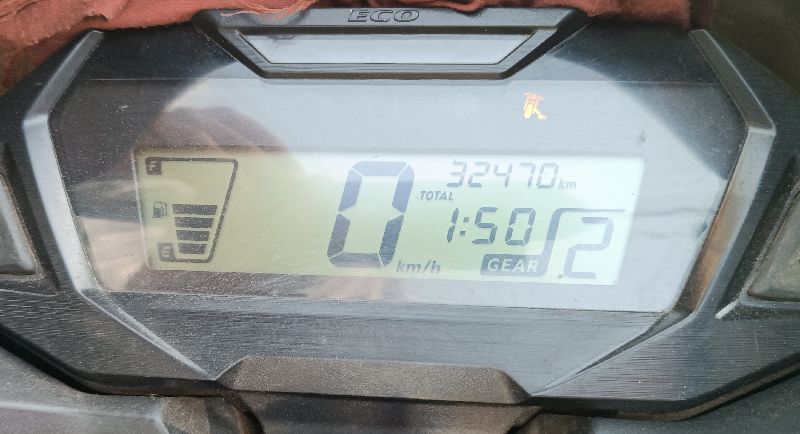 ECO
F
32470 km
TOTAL
1:50
0 km/h
GEAR 2
E